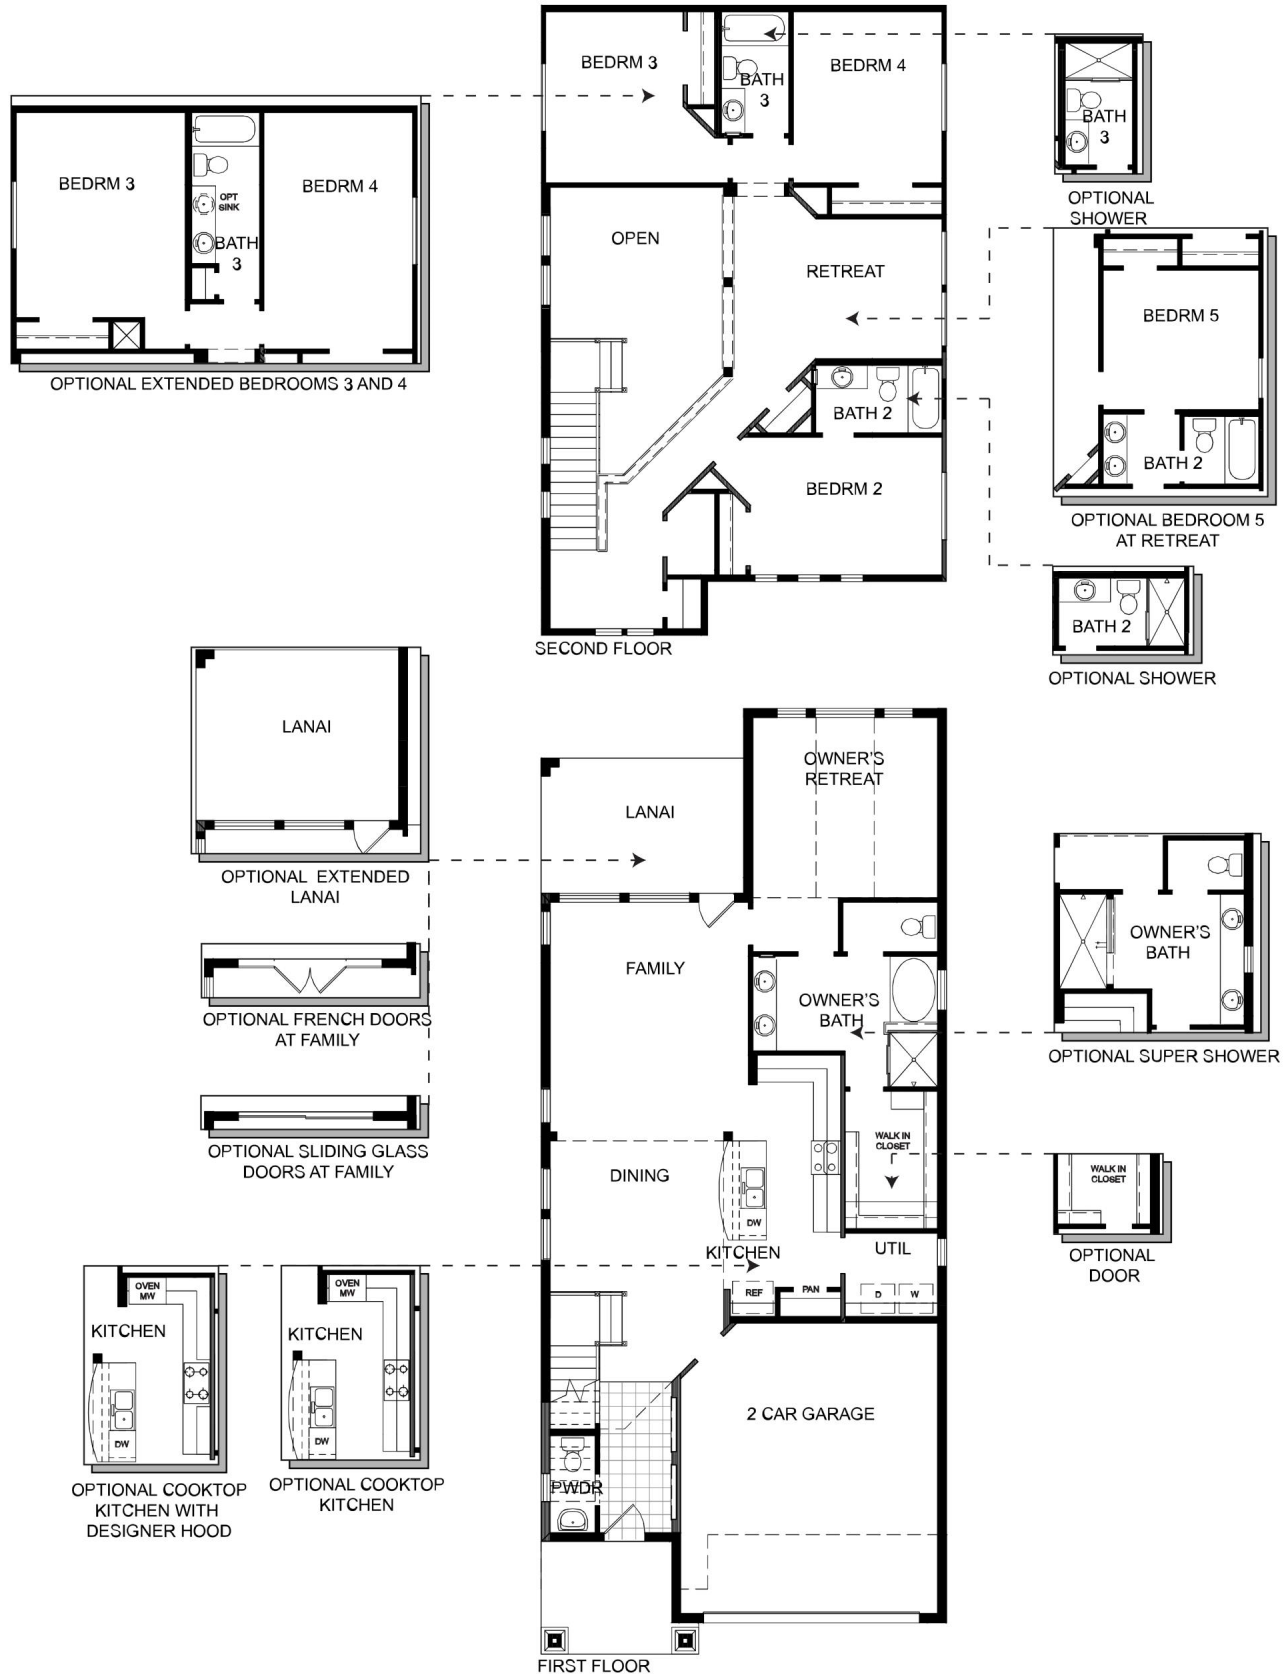 BEDRM 3
BATH
3
BEDRM 4
BATH
3
OPTIONAL
SHOWER
BEDRM 3
OPT
SINK
BATH
3
BEDRM 4
OPTIONAL EXTENDED BEDROOMS 3 AND 4
OPEN
RETREAT
BATH 2
BEDRM 2
SECOND FLOOR
BEDRM 5
BATH 2
OPTIONAL BEDROOM 5
AT RETREAT
BATH 2
OPTIONAL SHOWER
LANAI
OPTIONAL EXTENDED
LANAI
OPTIONAL FRENCH DOORS
AT FAMILY
OPTIONAL SLIDING GLASS
DOORS AT FAMILY
LANAI
OWNER'S
RETREAT
FAMILY
OWNER'S
BATH
OWNER'S
BATH
OPTIONAL SUPER SHOWER
WALK IN
CLOSET
DINING
DW
KITCHEN
UTIL
REF
PAN
D
W
WALK IN
CLOSET
OPTIONAL
DOOR
OVEN
MW
KITCHEN
DW
OPTIONAL COOKTOP
KITCHEN WITH
DESIGNER HOOD
OVEN
MW
KITCHEN
DW
OPTIONAL COOKTOP
KITCHEN
2 CAR GARAGE
PWDR
FIRST FLOOR